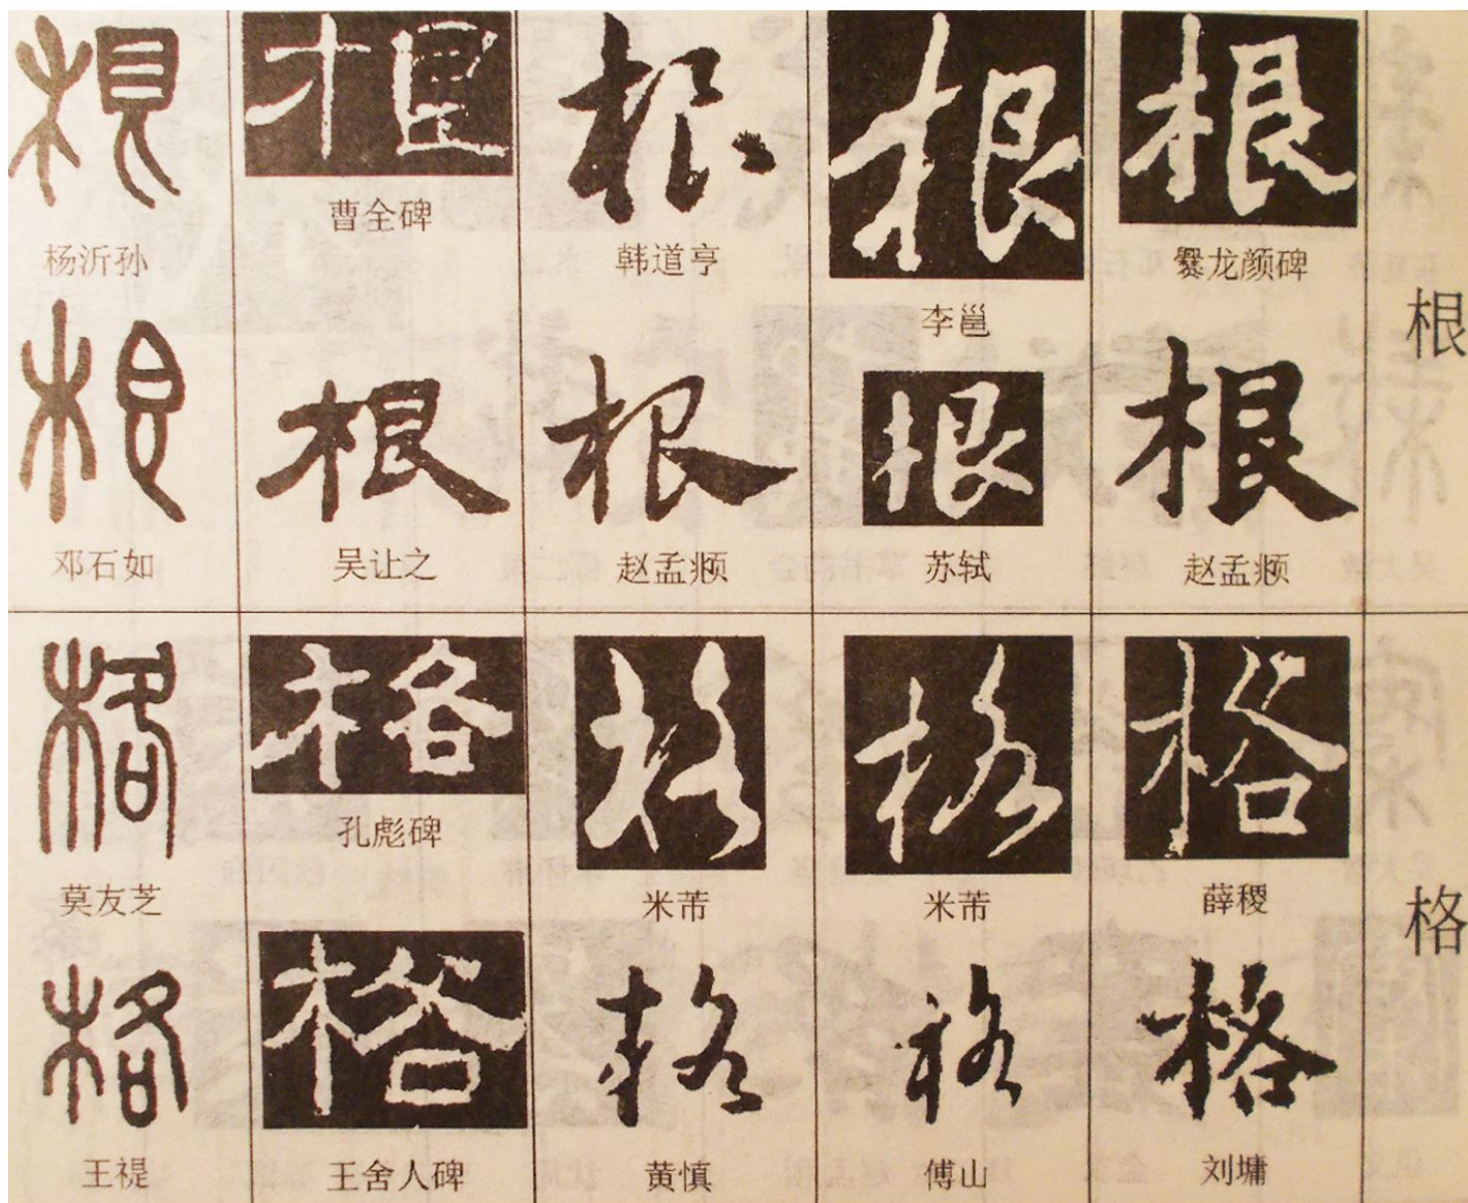 根 根 根 根 根
杨沂孙 曹全碑 韩道亨 李邕 爨龙颜碑
根
根 根 根 根 根
邓石如 吴让之 赵孟頫 苏轼 赵孟頫
格 格 格 格 格
莫友芝 孔彪碑 米芾 米芾 薛稷
格
格 格 格 格 格
王禔 王舍人碑 黄慎 傅山 刘墉